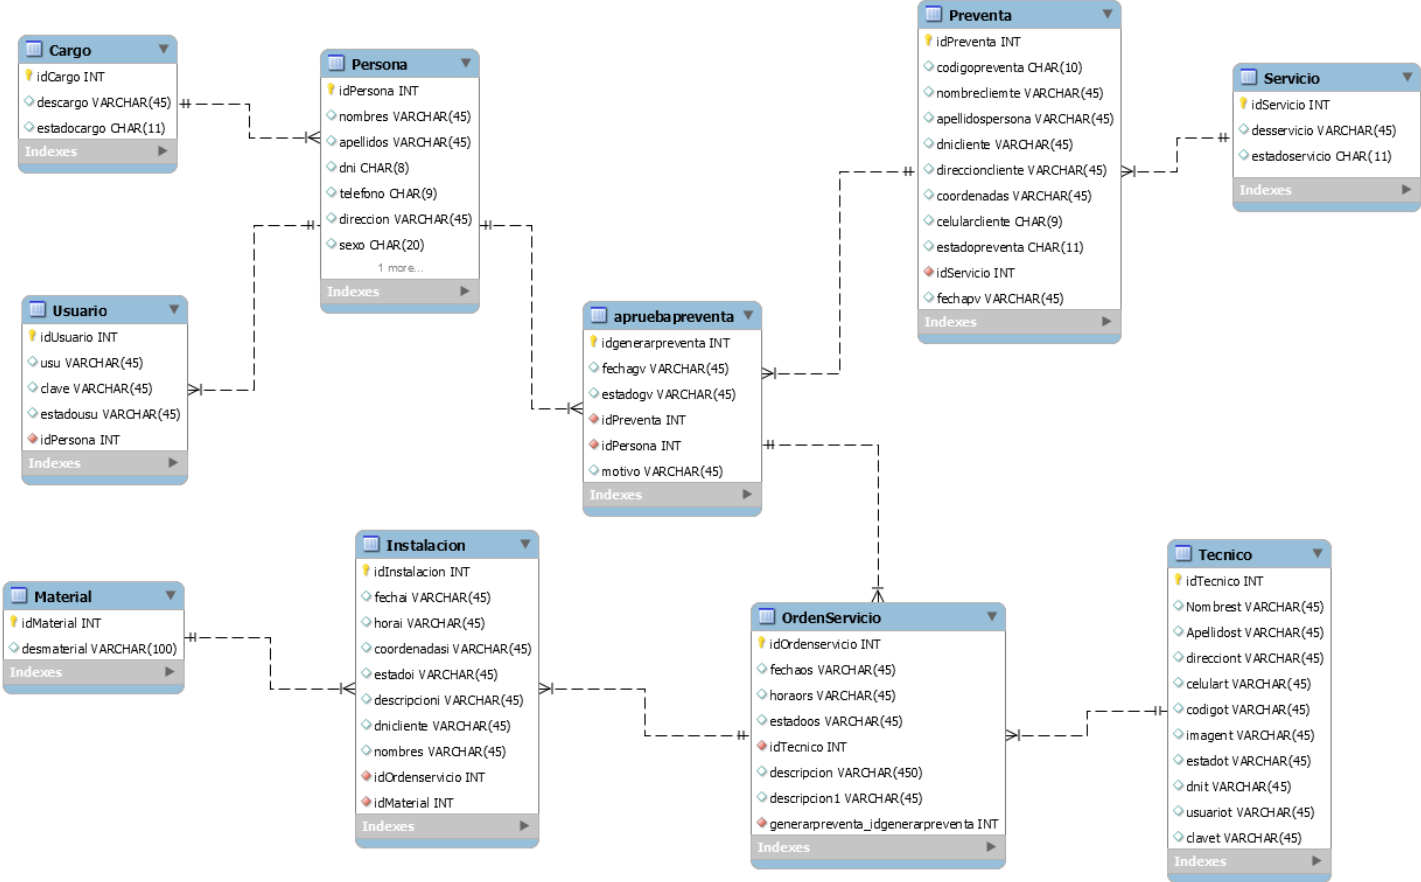 Cargo
idCargo INT
descargo VARCHAR(45)
estadocargo CHAR(11)
Indexes
Persona
idPersona INT
nombres VARCHAR(45)
apellidos VARCHAR(45)
dni CHAR(8)
telefono CHAR(9)
direccion VARCHAR(45)
sexo CHAR(20)
1 more...
Indexes
Preventa
idPreventa INT
codigopreventa CHAR(10)
nombrecliemte VARCHAR(45)
apellidospersona VARCHAR(45)
dnicliente VARCHAR(45)
direccioncliente VARCHAR(45)
coordenadas VARCHAR(45)
celularcliente CHAR(9)
estadopreventa CHAR(11)
idServicio INT
fechapv VARCHAR(45)
Indexes
Servicio
idServicio INT
desservicio VARCHAR(45)
estadoservicio CHAR(11)
Indexes
Usuario
idUsuario INT
usu VARCHAR(45)
clave VARCHAR(45)
estadousu VARCHAR(45)
idPersona INT
Indexes
apruebapreventa
idgenerarpreventa INT
fechagv VARCHAR(45)
estadogv VARCHAR(45)
idPreventa INT
idPersona INT
motivo VARCHAR(45)
Indexes
Material
idMaterial INT
desmaterial VARCHAR(100)
Indexes
Instalacion
idInstalacion INT
fechai VARCHAR(45)
horai VARCHAR(45)
coordenadasi VARCHAR(45)
estadoi VARCHAR(45)
descripcioni VARCHAR(45)
dnicliente VARCHAR(45)
nombres VARCHAR(45)
idOrdenservicio INT
idMaterial INT
Indexes
OrdenServicio
idOrdenservicio INT
fechaos VARCHAR(45)
horaors VARCHAR(45)
estadoos VARCHAR(45)
idTecnico INT
descripcion VARCHAR(450)
descripcion1 VARCHAR(45)
generarpreventa_idgenerarpreventa INT
Indexes
Tecnico
idTecnico INT
Nombrest VARCHAR(45)
Apellidost VARCHAR(45)
direcciont VARCHAR(45)
celulart VARCHAR(45)
codigot VARCHAR(45)
imagent VARCHAR(45)
estadot VARCHAR(45)
dnit VARCHAR(45)
usuariot VARCHAR(45)
clavet VARCHAR(45)
Indexes